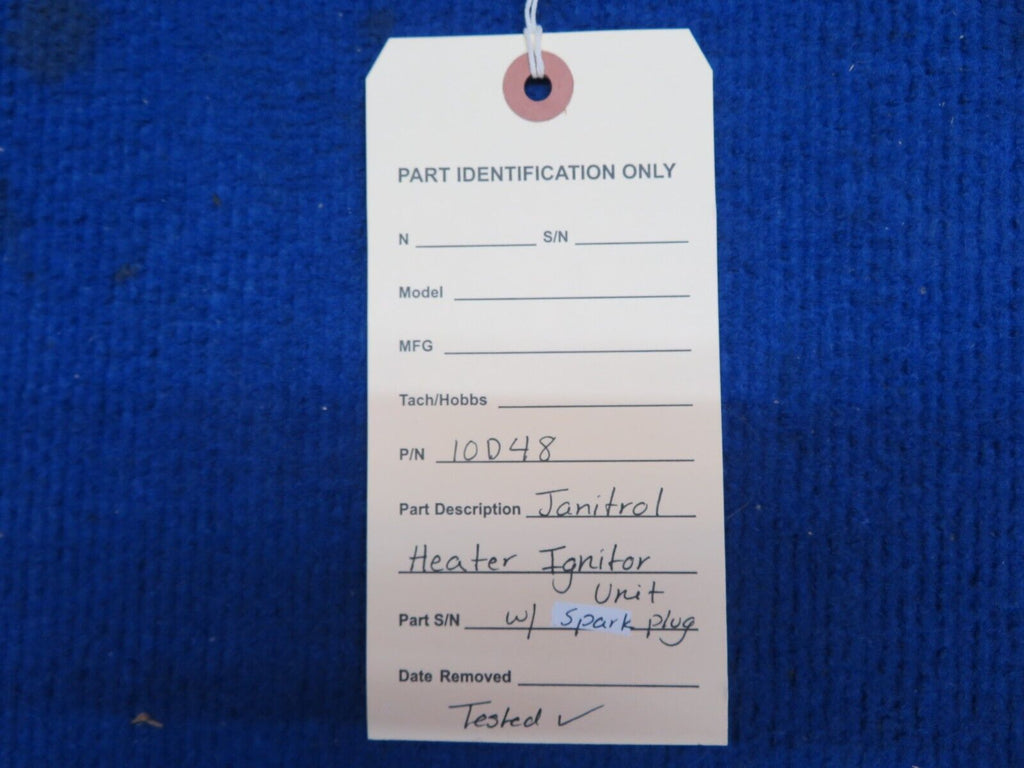 PART IDENTIFICATION ONLY
N S/N
Model
MFG
Tach/Hobbs
P/N 10D48
Part Description Janitrol
Heater Ignitor
Unit
Part S/N w/ Spark plug
Date Removed
Tested ✓